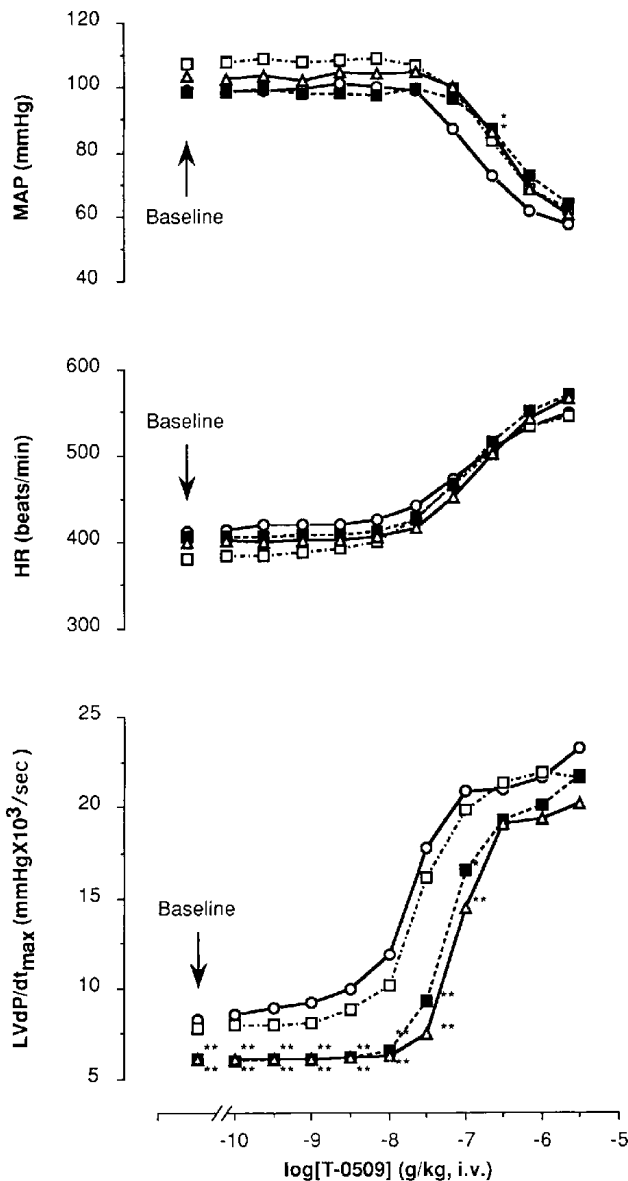 120
100
80
60
40
MAP (mmHg)
Baseline
*
*
600
500
400
300
HR (beats/min)
Baseline
25
20
15
10
5
LVdP/dtmax (mmHgX10³/sec)
Baseline
** ** ** ** ** ** ** **
** ** ** ** ** ** **
*
-10 -9 -8 -7 -6 -5
log[T-0509] (g/kg, i.v.)